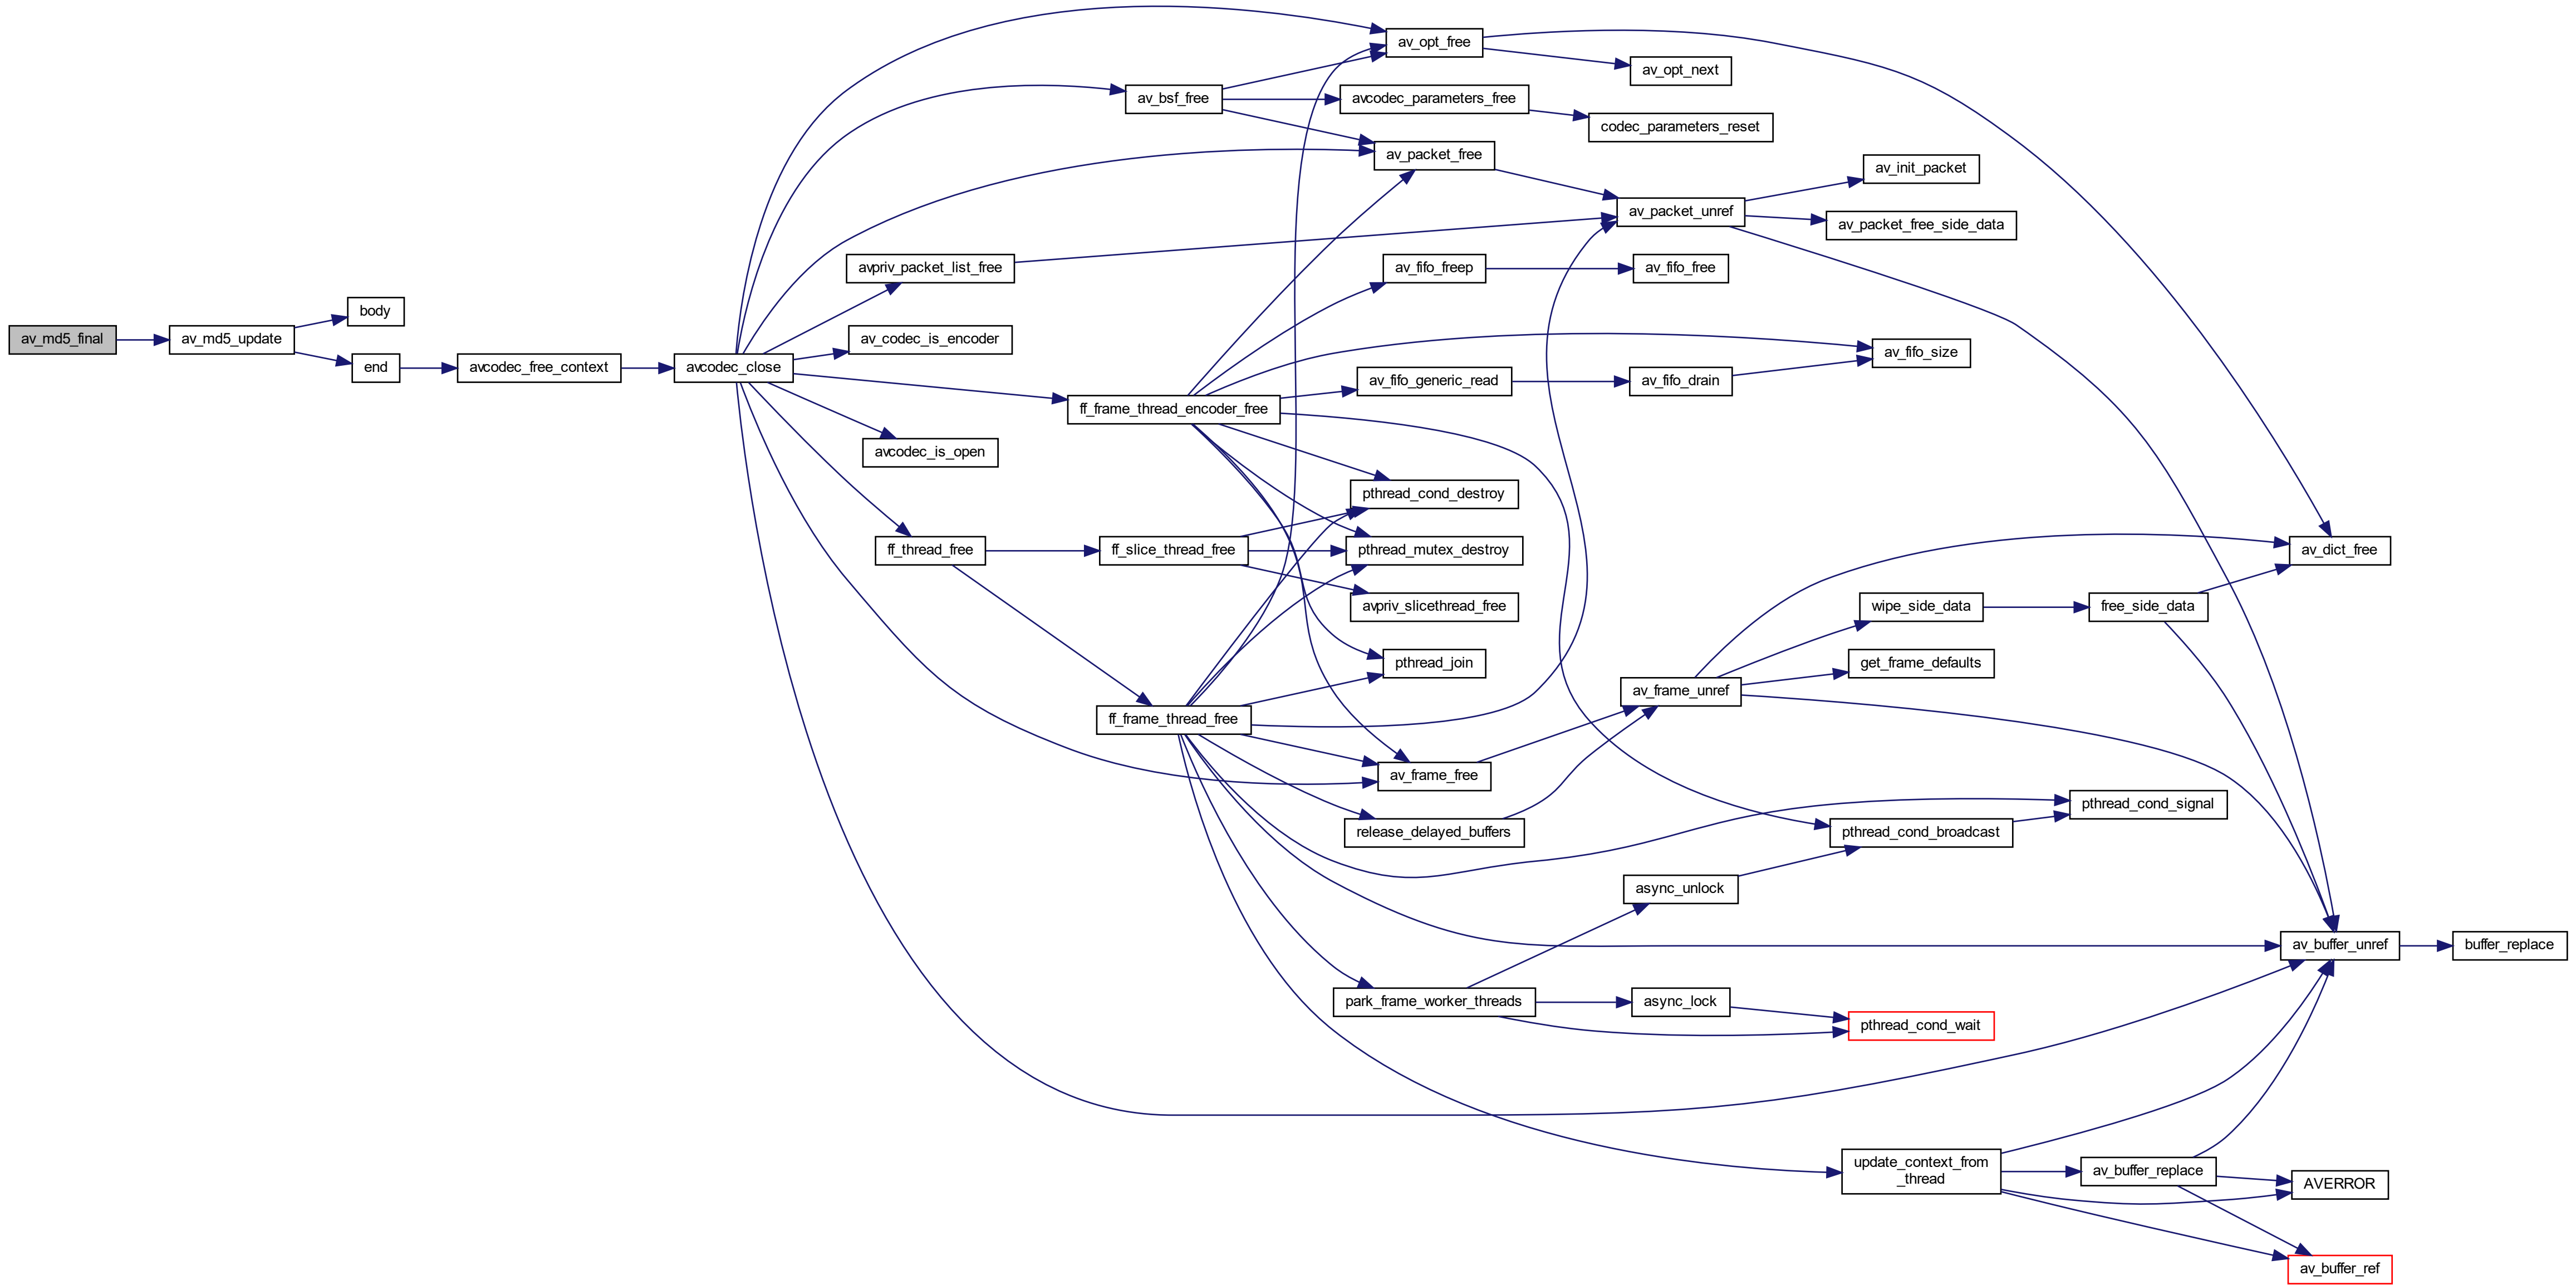 av_md5_final
av_md5_update
body
end
avcodec_free_context
avcodec_close
av_opt_free
av_opt_next
av_bsf_free
avcodec_parameters_free
codec_parameters_reset
av_packet_free
av_init_packet
av_packet_unref
av_packet_free_side_data
avpriv_packet_list_free
av_fifo_freep
av_fifo_free
av_codec_is_encoder
av_fifo_size
ff_frame_thread_encoder_free
av_fifo_generic_read
av_fifo_drain
avcodec_is_open
pthread_cond_destroy
ff_thread_free
ff_slice_thread_free
pthread_mutex_destroy
av_dict_free
avpriv_slicethread_free
wipe_side_data
free_side_data
pthread_join
get_frame_defaults
av_frame_unref
ff_frame_thread_free
av_frame_free
release_delayed_buffers
pthread_cond_signal
pthread_cond_broadcast
async_unlock
av_buffer_unref
buffer_replace
park_frame_worker_threads
async_lock
pthread_cond_wait
update_context_from
_thread
av_buffer_replace
AVERROR
av_buffer_ref